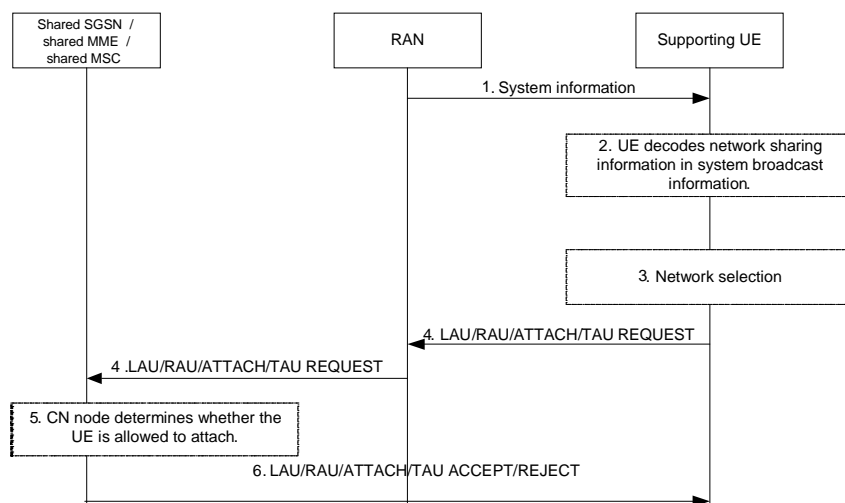 Shared SGSN /
shared MME /
shared MSC
RAN
Supporting UE
1. System information
2. UE decodes network sharing
information in system broadcast
information.
3. Network selection
4. LAU/RAU/ATTACH/TAU REQUEST
4 .LAU/RAU/ATTACH/TAU REQUEST
5. CN node determines whether the
UE is allowed to attach.
6. LAU/RAU/ATTACH/TAU ACCEPT/REJECT